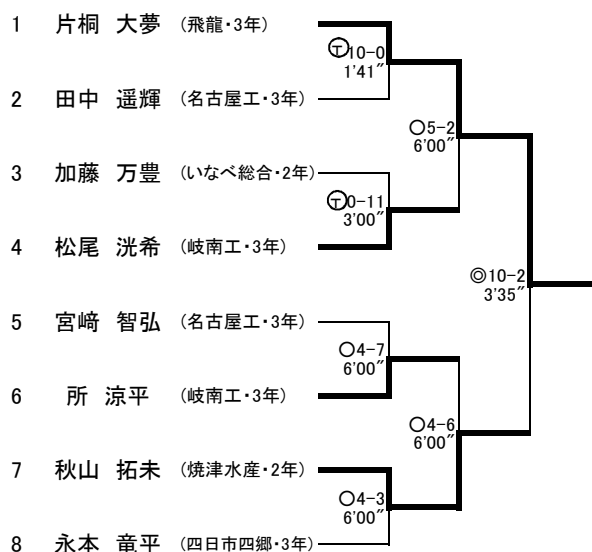 1 片桐 大夢 (飛龍・3年)
Ⓣ10-0
1'41"
2 田中 遥輝 (名古屋工・3年)
○5-2
6'00"
3 加藤 万豊 (いなべ総合・2年)
Ⓣ0-11
3'00"
4 松尾 洸希 (岐南工・3年)
◎10-2
3'35"
5 宮﨑 智弘 (名古屋工・3年)
○4-7
6'00"
6 所 涼平 (岐南工・3年)
○4-6
6'00"
7 秋山 拓未 (焼津水産・2年)
○4-3
6'00"
8 永本 竜平 (四日市四郷・3年)